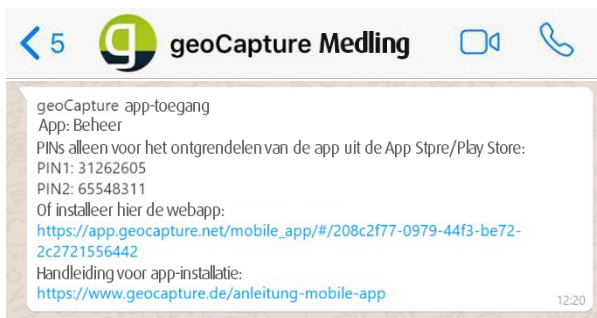 5 geoCapture Medling
geoCapture app-toegang
App: Beheer
PINs alleen voor het ontgrendelen van de app uit de App Stpre/Play Store:
PIN1: 31262605
PIN2: 65548311
Of installeer hier de webapp:
https://app.geocapture.net/mobile_app/#/208c2f77-0979-44f3-be72-
2c2721556442
Handleiding voor app-installatie:
https://www.geocapture.de/anleitung-mobile-app
12:20